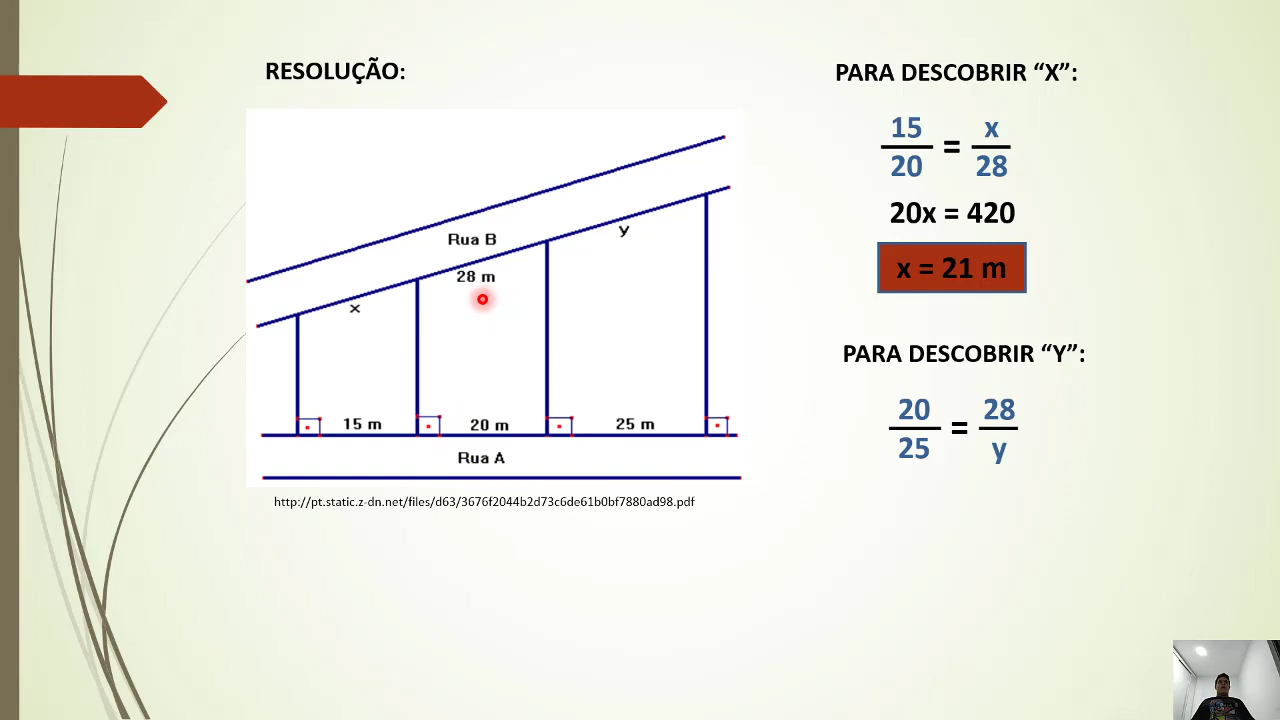 RESOLUÇÃO:
Rua B
y
28 m
x
15 m
20 m
25 m
Rua A
http://pt.static.z-dn.net/files/d63/3676f2044b2d73c6de61b0bf7880ad98.pdf
PARA DESCOBRIR “X”:
15 = x
20 28
20x = 420
x = 21 m
PARA DESCOBRIR “Y”:
20 = 28
25 y